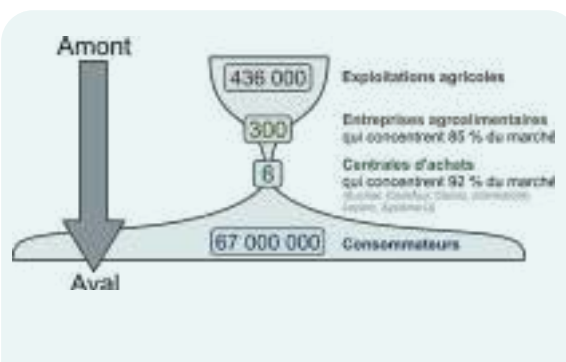 Amont
436 000
Exploitations agricoles
300
Entreprises agroalimentaires
qui concentrent 85 % du marché
6
Centrales d'achats
qui concentrent 92 % du marché
67 000 000
Consommateurs
Aval